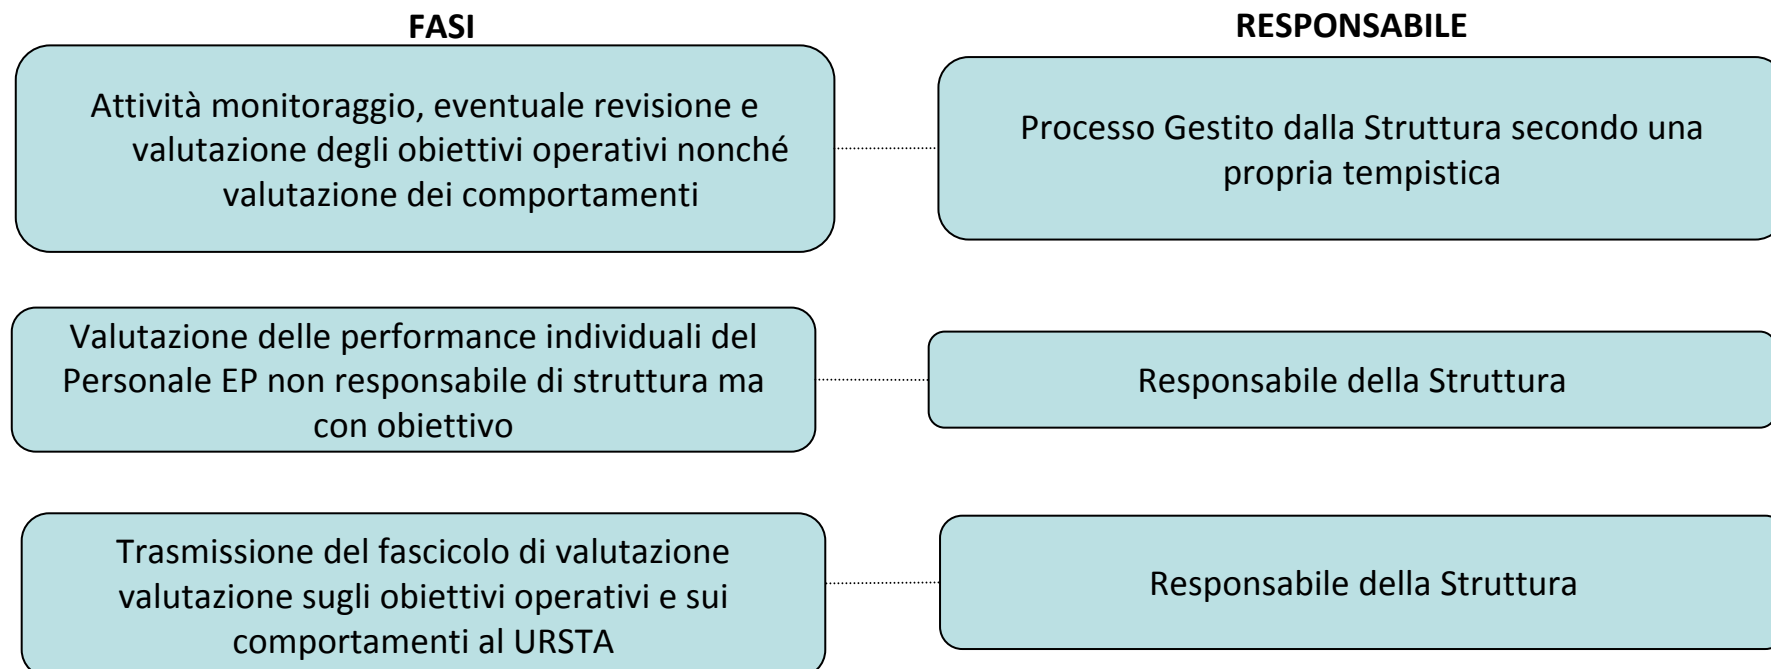 FASI
RESPONSABILE
Attività monitoraggio, eventuale revisione e
valutazione degli obiettivi operativi nonché
valutazione dei comportamenti
Processo Gestito dalla Struttura secondo una
propria tempistica
Valutazione delle performance individuali del
Personale EP non responsabile di struttura ma
con obiettivo
Responsabile della Struttura
Trasmissione del fascicolo di valutazione
valutazione sugli obiettivi operativi e sui
comportamenti al URSTA
Responsabile della Struttura